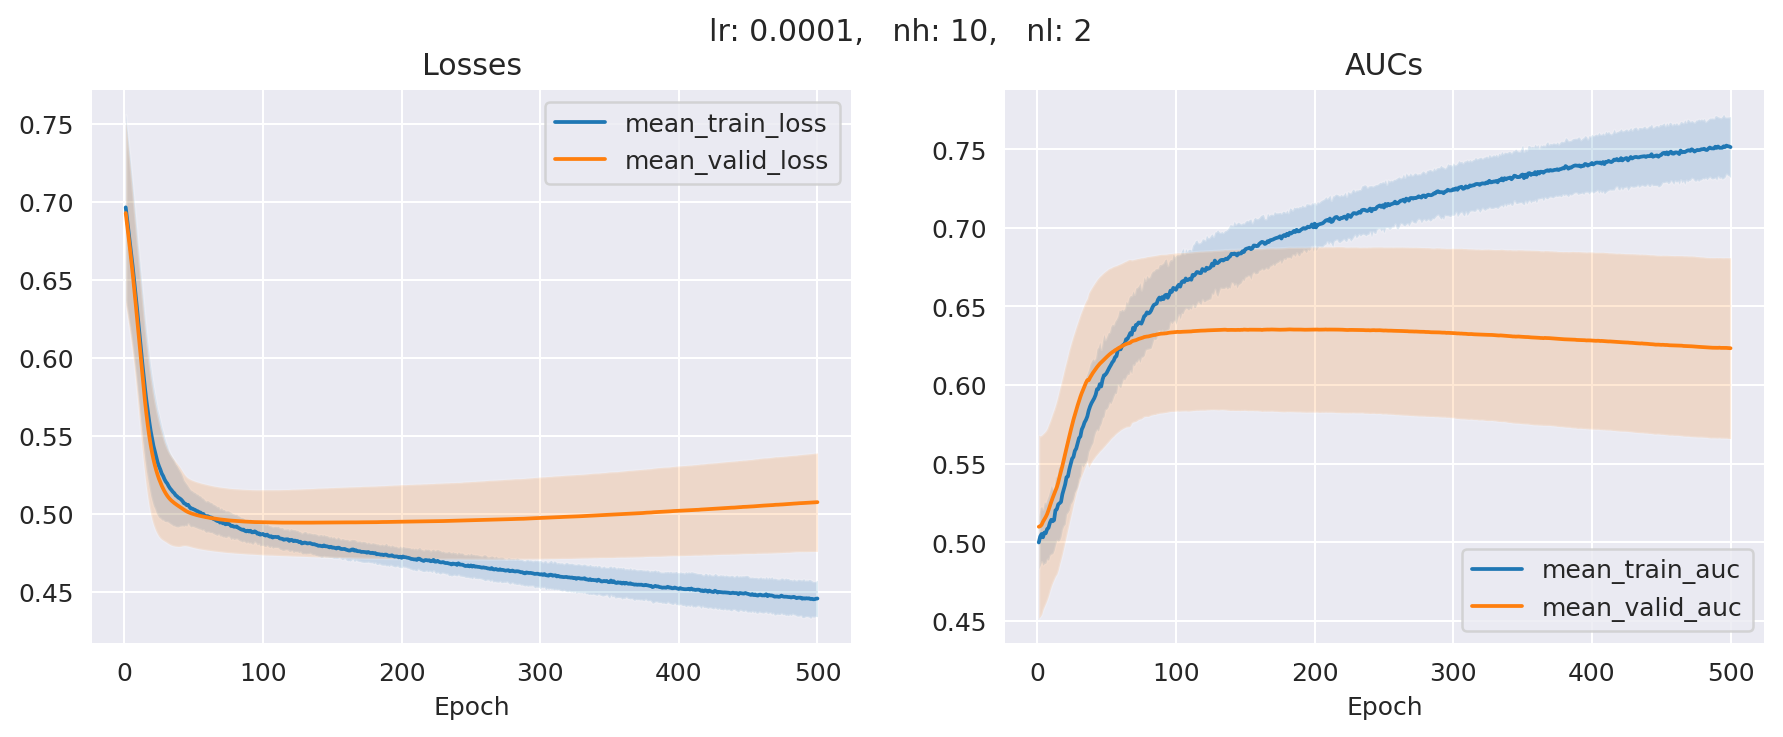 lr: 0.0001,   nh: 10,   nl: 2
Losses
0.75
0.70
0.65
0.60
0.55
0.50
0.45
0 100 200 300 400 500
Epoch
mean_train_loss
mean_valid_loss
AUCs
0.75
0.70
0.65
0.60
0.55
0.50
0.45
0 100 200 300 400 500
Epoch
mean_train_auc
mean_valid_auc